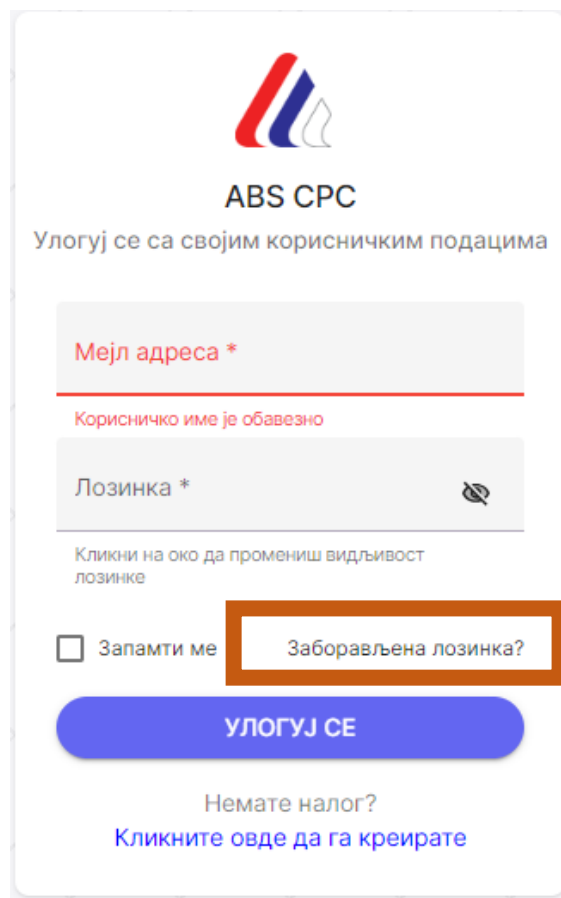 ABS CPC
Улогуј се са својим корисничким подацима
Мејл адреса *
Корисничко име је обавезно
Лозинка *
Кликни на око да промениш видљивост
лозинке
Запамти ме Заборављена лозинка?
УЛОГУЈ СЕ
Немате налог?
Кликните овде да га креирате